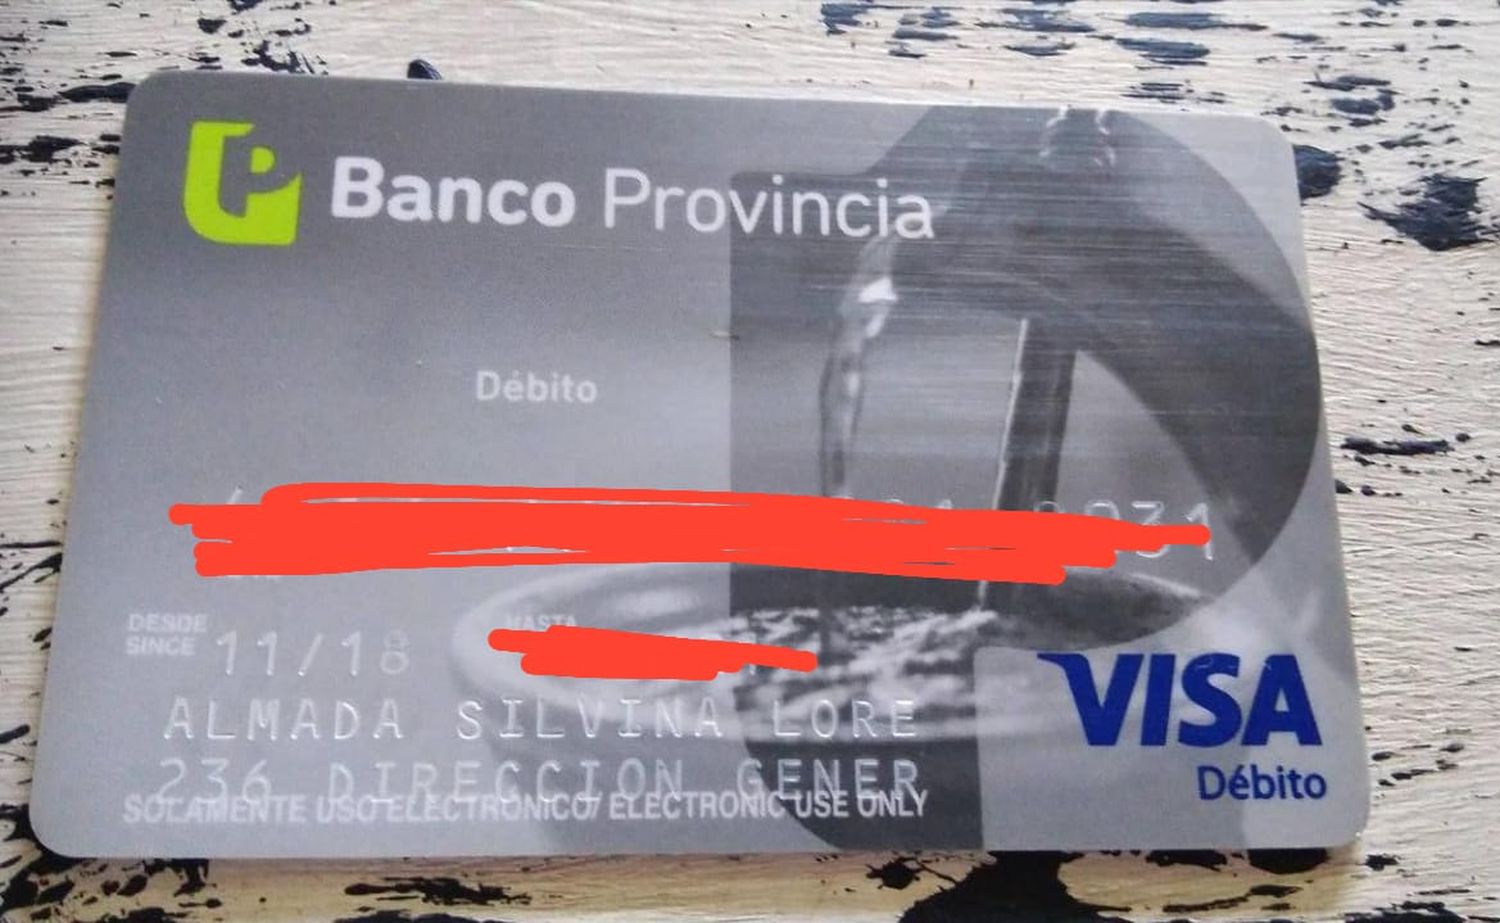 Banco Provincia
Débito
DESDE
SINCE 11/18
HASTA
ALMADA SILVINA LORE
236 DIRECCION GENER
SOLAMENTE USO ELECTRONICO/ ELECTRONIC USE ONLY
VISA
Débito